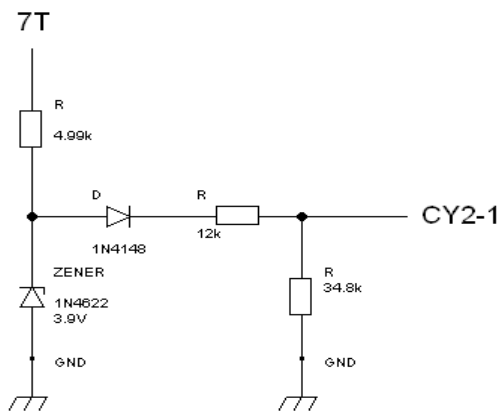 7T
R
4.99k
D
1N4148
R
12k
CY2-1
ZENER
1N4622
3.9V
GND
R
34.8k
GND